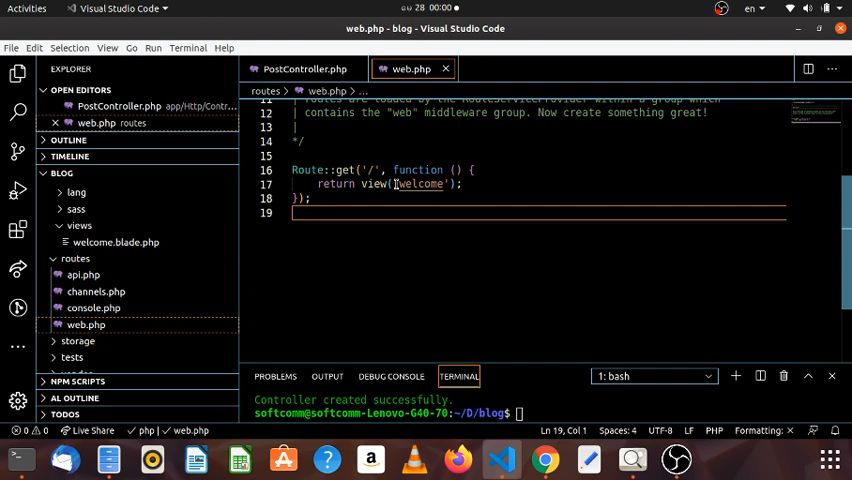 Activities
Visual Studio Code
28 00:00
en
web.php - blog - Visual Studio Code
File Edit Selection View Go Run Terminal Help
EXPLORER
OPEN EDITORS
PostController.php app/Http/Contr...
web.php routes
OUTLINE
TIMELINE
BLOG
lang
sass
views
welcome.blade.php
routes
api.php
channels.php
console.php
web.php
storage
tests
NPM SCRIPTS
AL OUTLINE
TODOS
PostController.php
web.php
routes > web.php > ...
11 | routes are loaded by the RouteServiceProvider within a group which
12 | contains the "web" middleware group. Now create something great!
13 |
14 */
15
16 Route::get('/', function () {
17 return view('welcome');
18 });
19
PROBLEMS OUTPUT DEBUG CONSOLE TERMINAL
1: bash
Controller created successfully.
softcomm@softcomm-Lenovo-G40-70:~/D/blog$
0 0 Live Share php | web.php
Ln 19, Col 1 Spaces: 4 UTF-8 LF PHP Formatting: ×